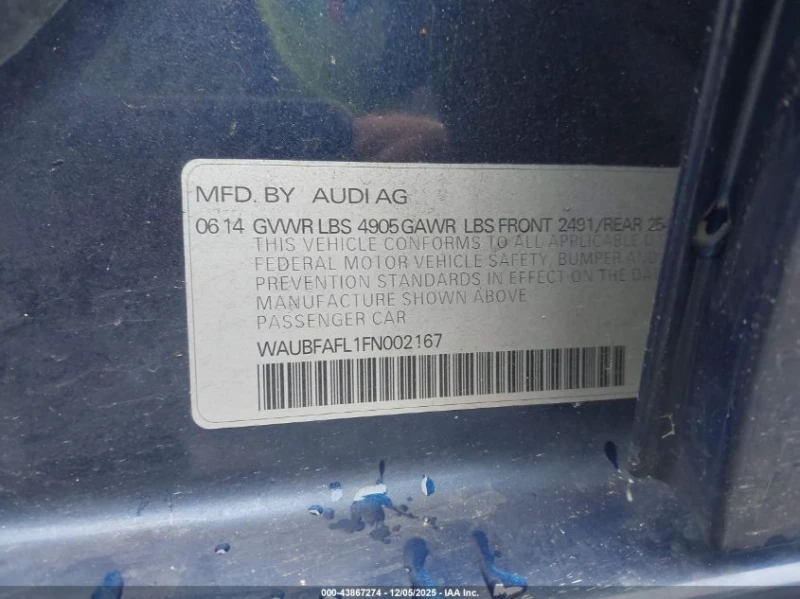 MFD. BY AUDI AG
06 14 GVWR LBS 4905 GAWR LBS FRONT 2491/REAR
THIS VEHICLE CONFORMS TO ALL APPLICABLE
FEDERAL MOTOR VEHICLE SAFETY, BUMPER AND
PREVENTION STANDARDS IN EFFECT ON THE
MANUFACTURE SHOWN ABOVE
PASSENGER CAR
WAUBFAFL1FN002167
000-43867274 - 12/05/2025 - IAA Inc.